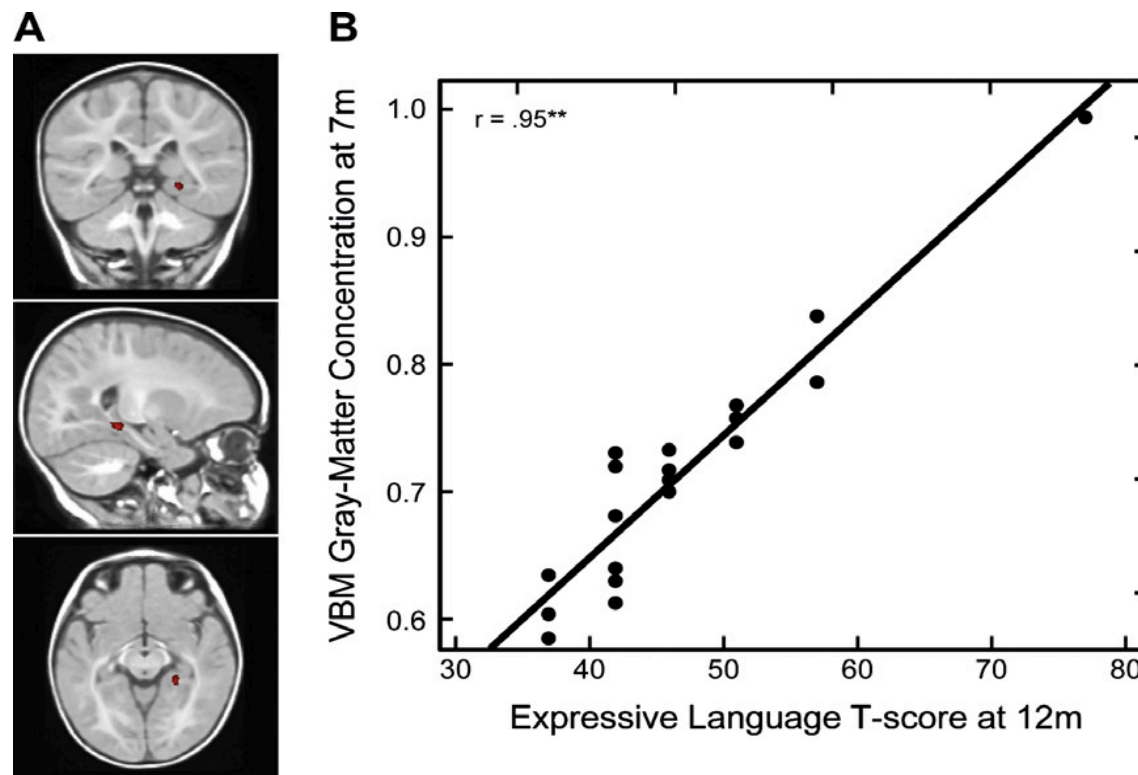 A
B
r = .95**
VBM Gray-Matter Concentration at 7m
1.0
0.9
0.8
0.7
0.6
30 40 50 60 70 80
Expressive Language T-score at 12m